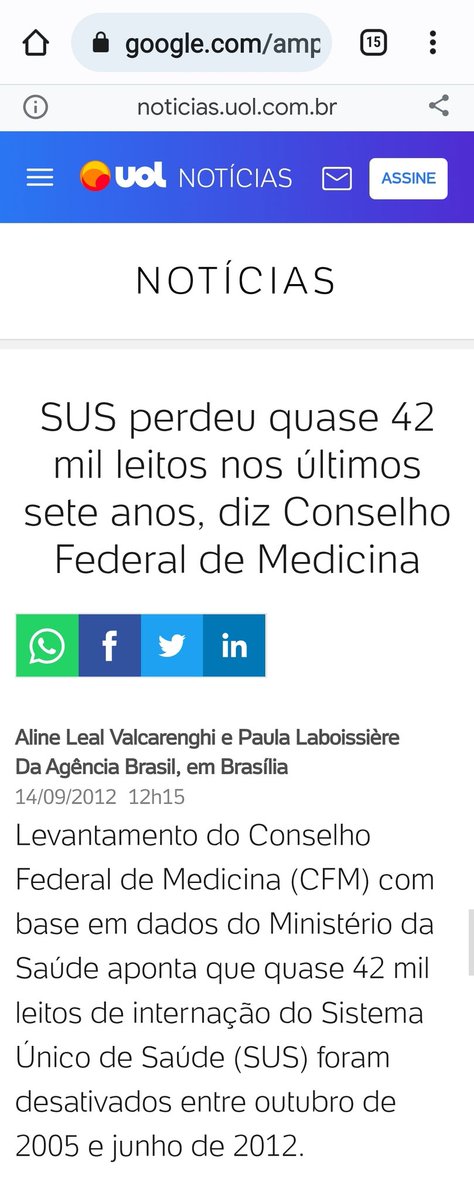 google.com/amp
15
noticias.uol.com.br
UOL NOTÍCIAS
ASSINE
NOTÍCIAS
SUS perdeu quase 42
mil leitos nos últimos
sete anos, diz Conselho
Federal de Medicina
Aline Leal Valcarenghi e Paula Laboissière
Da Agência Brasil, em Brasília
14/09/2012 12h15
Levantamento do Conselho
Federal de Medicina (CFM) com
base em dados do Ministério da
Saúde aponta que quase 42 mil
leitos de internação do Sistema
Único de Saúde (SUS) foram
desativados entre outubro de
2005 e junho de 2012.